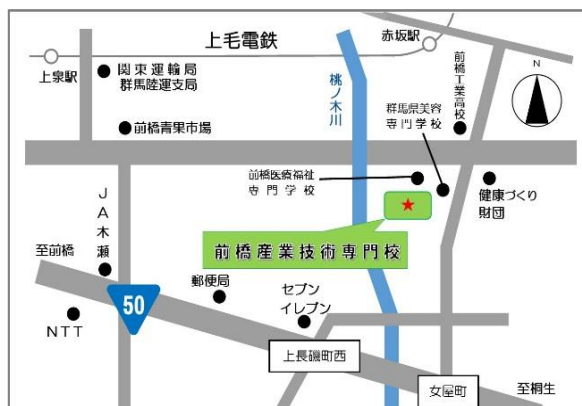 上毛電鉄
赤坂駅
上泉駅
関東運輸局
群馬陸運支局
前橋青果市場
桃ノ木川
前橋工業高校
群馬県美容
専門学校
N
前橋医療福祉
専門学校
健康づくり
財団
JA木瀬
至前橋
前橋産業技術専門校
郵便局
セブン
イレブン
50
NTT
上長磯町西
女屋町
至桐生